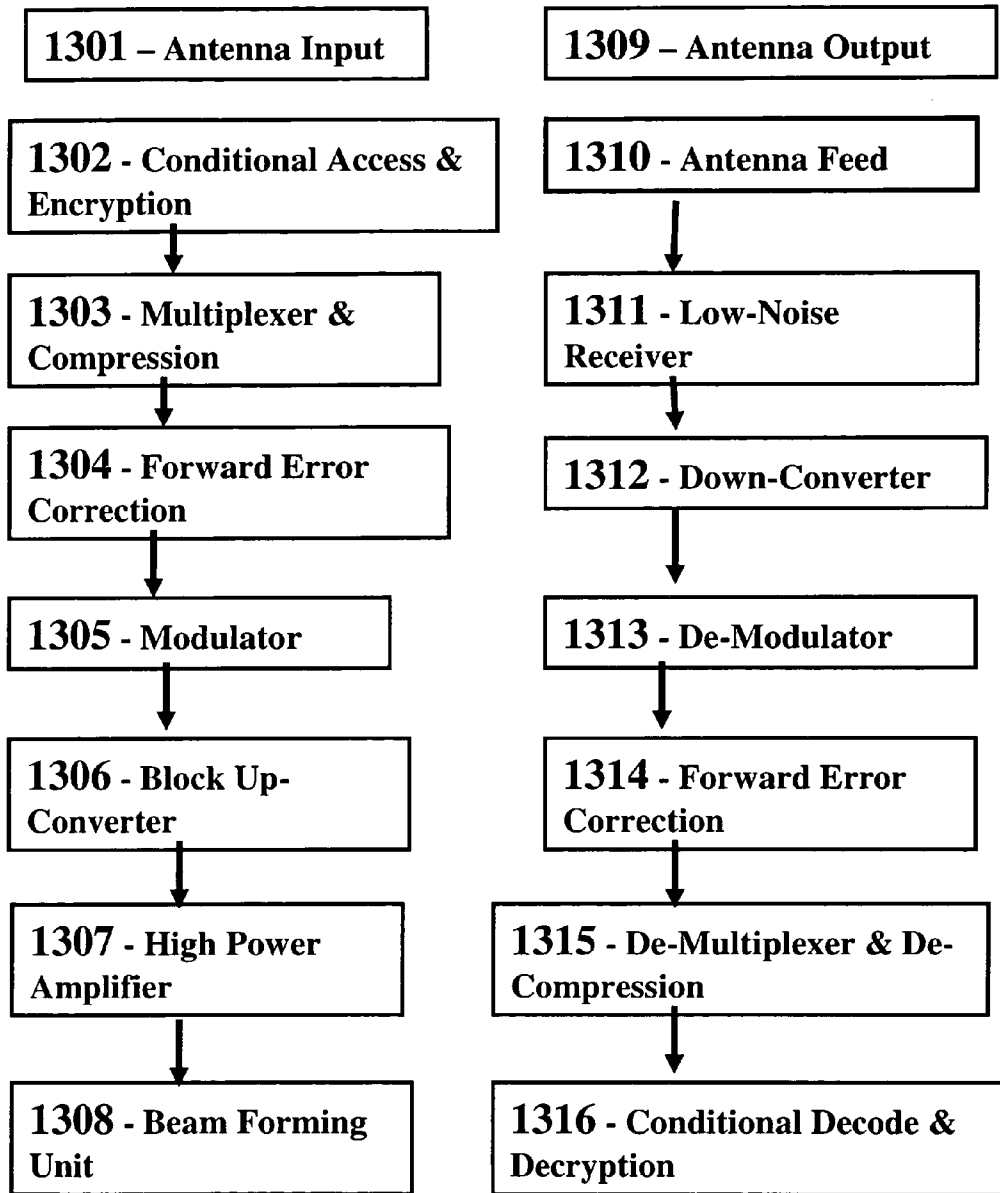 1301 – Antenna Input
1302 - Conditional Access &
Encryption
1303 - Multiplexer &
Compression
1304 - Forward Error
Correction
1305 - Modulator
1306 - Block Up-
Converter
1307 - High Power
Amplifier
1308 - Beam Forming
Unit
1309 – Antenna Output
1310 - Antenna Feed
1311 - Low-Noise
Receiver
1312 - Down-Converter
1313 - De-Modulator
1314 - Forward Error
Correction
1315 - De-Multiplexer & De-
Compression
1316 - Conditional Decode &
Decryption